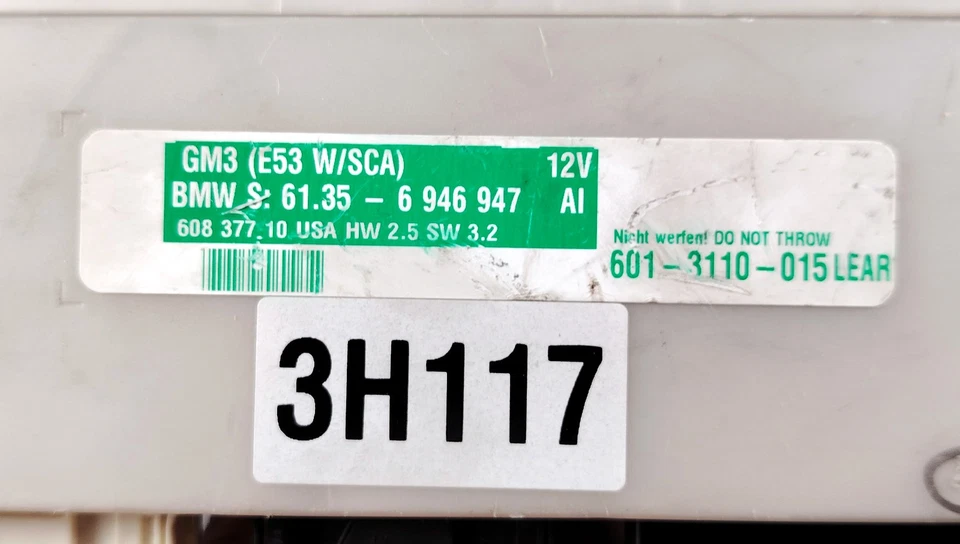 GM3 (E53 W/SCA) 12V
BMW S: 61.35 – 6 946 947 AI
608 377 10 USA HW 2.5 SW 3.2
Nicht werfen! DO NOT THROW
601–3110–015 LEAR
3H117